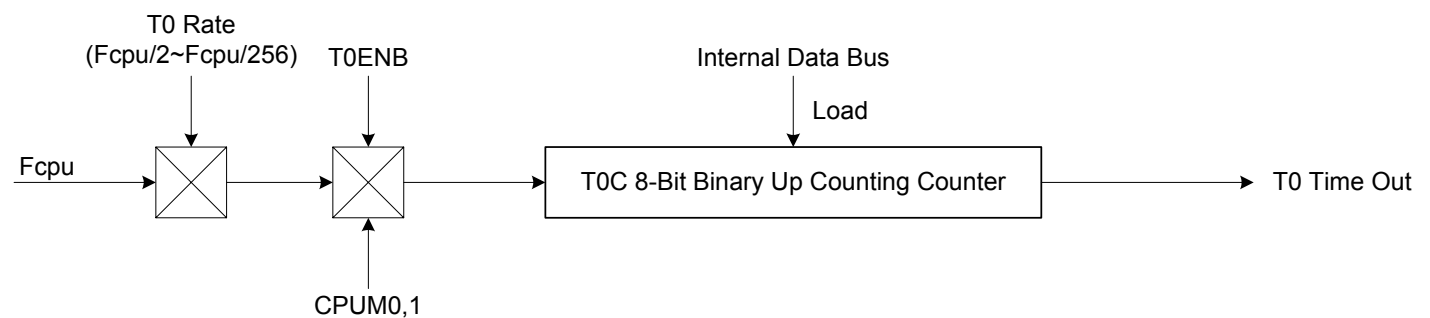 T0 Rate
(Fcpu/2~Fcpu/256)
T0ENB
Internal Data Bus
Load
Fcpu
T0C 8-Bit Binary Up Counting Counter
T0 Time Out
CPUM0,1